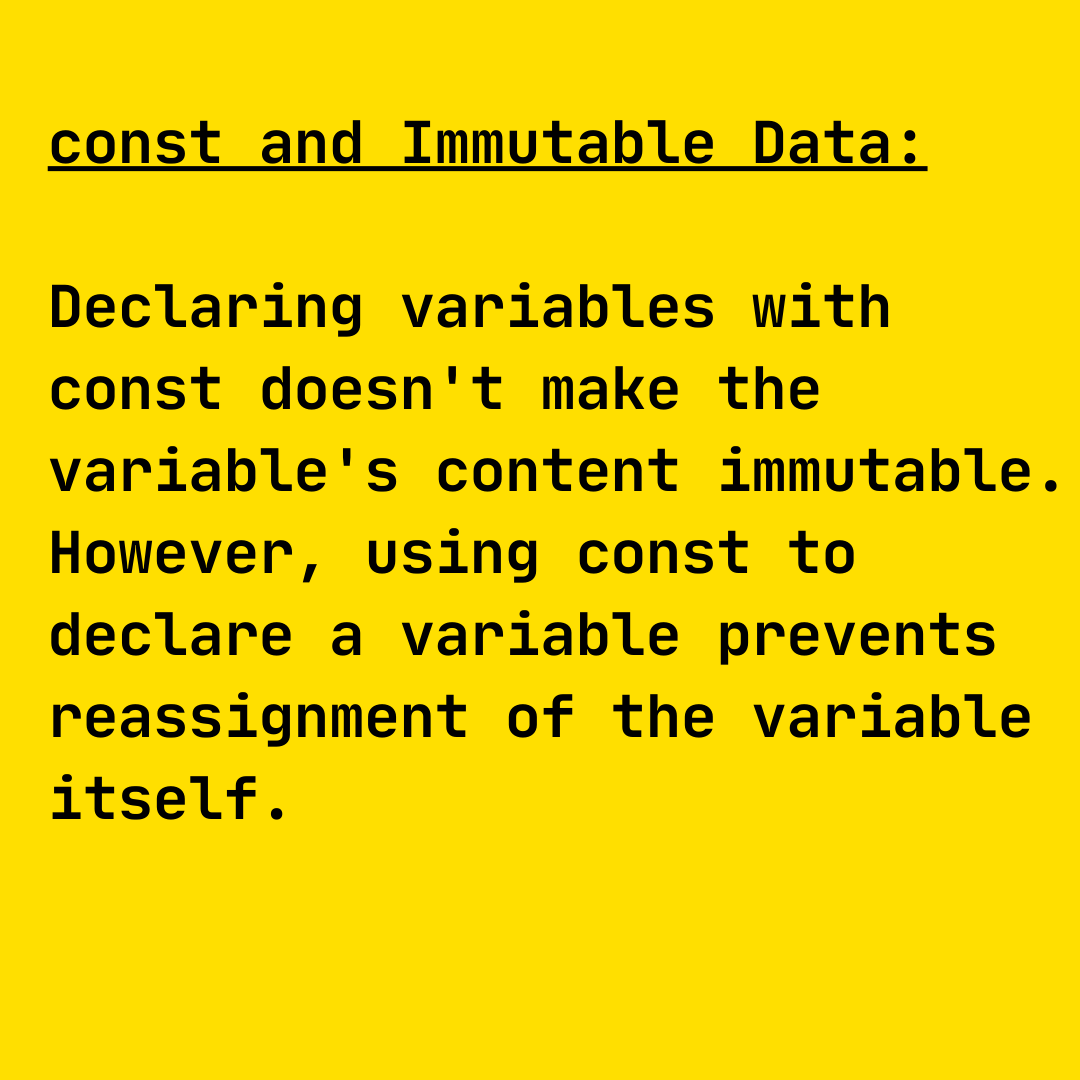 const and Immutable Data:
Declaring variables with
const doesn't make the
variable's content immutable.
However, using const to
declare a variable prevents
reassignment of the variable
itself.